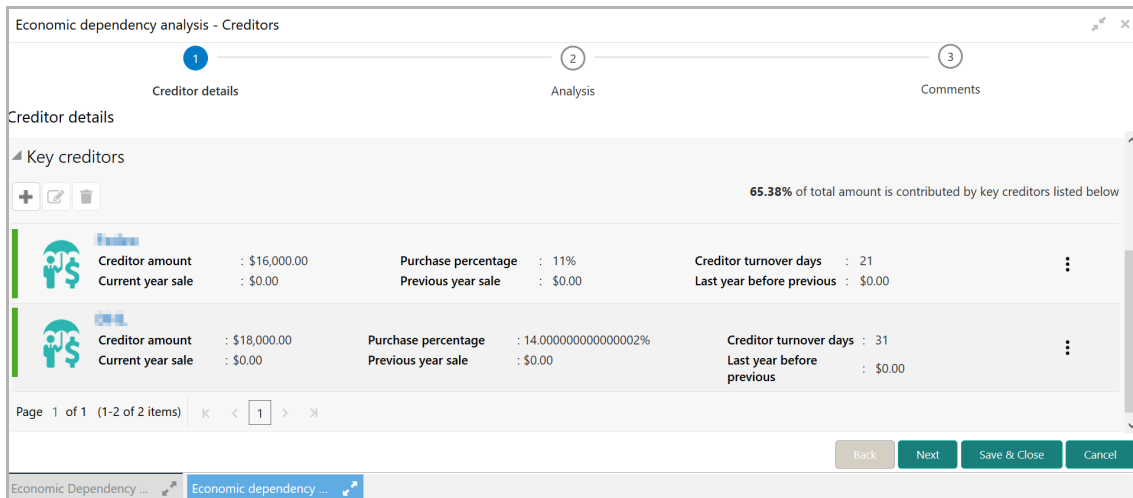 Economic dependency analysis - Creditors
1 2 3
Creditor details Analysis Comments
Creditor details
Key creditors
65.38% of total amount is contributed by key creditors listed below
Creditor amount : $16,000.00 Purchase percentage : 11% Creditor turnover days : 21
Current year sale : $0.00 Previous year sale : $0.00 Last year before previous : $0.00
Creditor amount : $18,000.00 Purchase percentage : 14.000000000000002% Creditor turnover days : 31
Current year sale : $0.00 Previous year sale : $0.00 Last year before previous : $0.00
Page 1 of 1 (1-2 of 2 items) K < 1 > >|
Back Next Save & Close Cancel
Economic Dependency ... Economic dependency ...